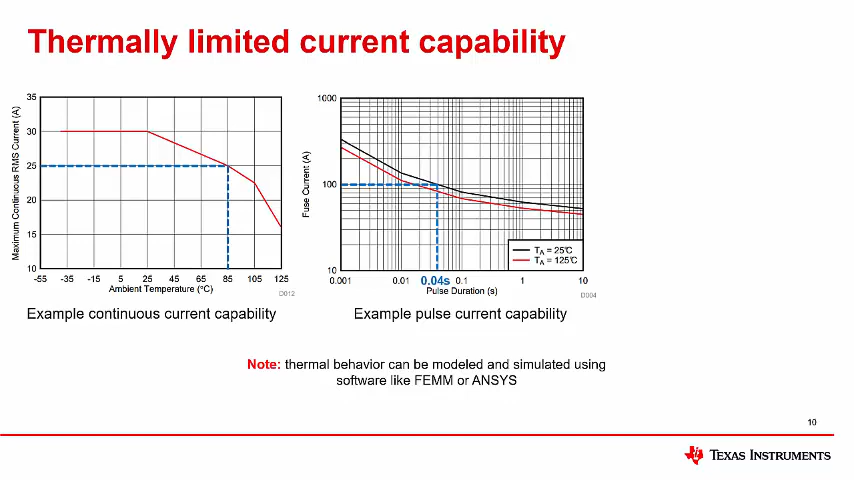 Thermally limited current capability
Maximum Continuous RMS Current (A)
35
30
25
20
15
10
-55 -35 -15 5 25 45 65 85 105 125
Ambient Temperature (°C)
D012
Example continuous current capability
Fuse Current (A)
1000
100
10
0.001 0.01 0.04s 0.1 1 10
Pulse Duration (s)
D004
TA = 25°C
TA = 125°C
Example pulse current capability
Note: thermal behavior can be modeled and simulated using
software like FEMM or ANSYS
10
TEXAS INSTRUMENTS